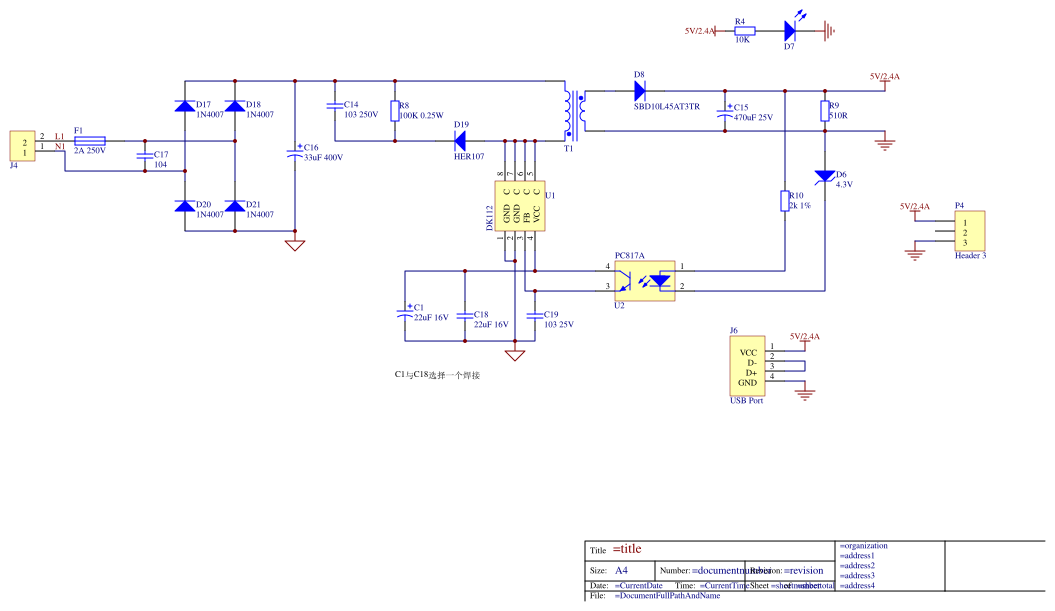 5V/2.4A
R4
10K
D7
D8
SBD10L45AT3TR
5V/2.4A
D17
1N4007
D18
1N4007
C14
103 250V
R8
100K 0.25W
D19
HER107
T1
C15
470uF 25V
R9
510R
F1
2A 250V
2 L1
1 N1
2
1
J4
C17
104
C16
33uF 400V
D20
1N4007
D21
1N4007
8 7 6 5
C C C C
GND GND FB VCC
1 2 3 4
DK112
U1
R10
2k 1%
D6
4.3V
5V/2.4A
P4
1
2
3
Header 3
PC817A
4
3
1
2
U2
C1
22uF 16V
C18
22uF 16V
C19
103 25V
C1与C18选择一个焊接
J6
5V/2.4A
VCC 1
D- 2
D+ 3
GND 4
USB Port
Title =title
Size: A4 Number: =documentnumber Revision: =revision
Date: =CurrentDate Time: =CurrentTime Sheet =sheetnumber of =sheettotal
File: =DocumentFullPathAndName
=organization
=address1
=address2
=address3
=address4